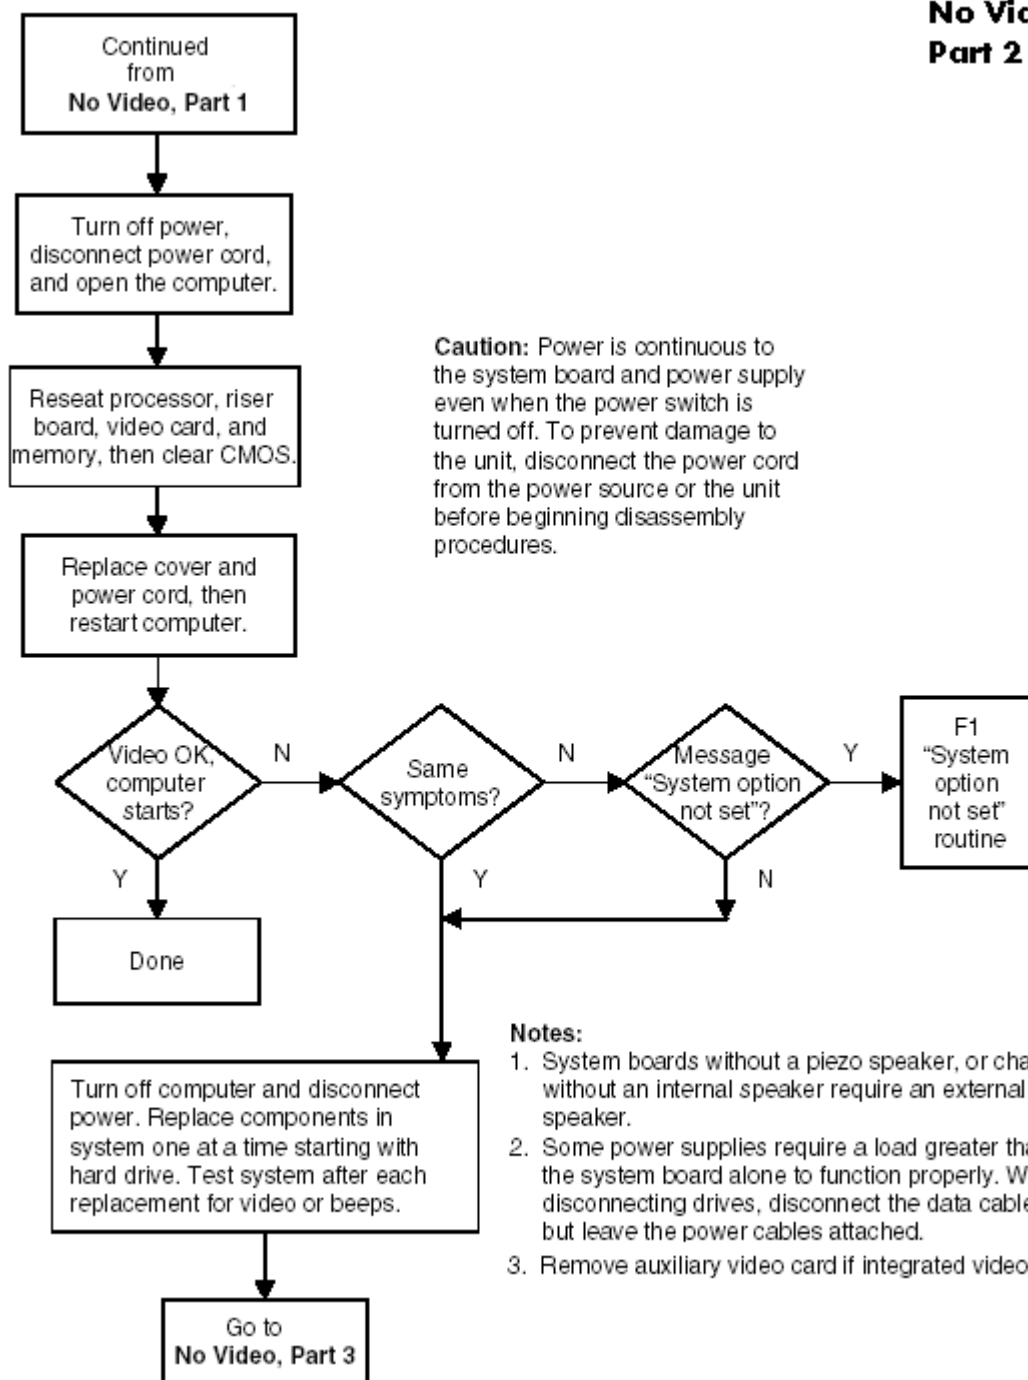 No
Part 2
Continued
from
No Video, Part 1
Turn off power,
disconnect power cord,
and open the computer.
Reseat processor, riser
board, video card, and
memory, then clear CMOS.
Caution: Power is continuous to
the system board and power supply
even when the power switch is
turned off. To prevent damage to
the unit, disconnect the power cord
from the power source or the unit
before beginning disassembly
procedures.
Replace cover and
power cord, then
restart computer.
Video OK,
computer
starts?
N
Same
symptoms?
N
Message
"System option
not set"?
Y
F1
"System
option
not set"
routine
Y
Y
N
Done
Turn off computer and disconnect
power. Replace components in
system one at a time starting with
hard drive. Test system after each
replacement for video or beeps.
Notes:
1. System boards without a piezo speaker, or
without an internal speaker require an external
speaker.
2. Some power supplies require a load greater
the system board alone to function properly.
disconnecting drives, disconnect the data
but leave the power cables attached.
3. Remove auxiliary video card if integrated video
Go to
No Video, Part 3